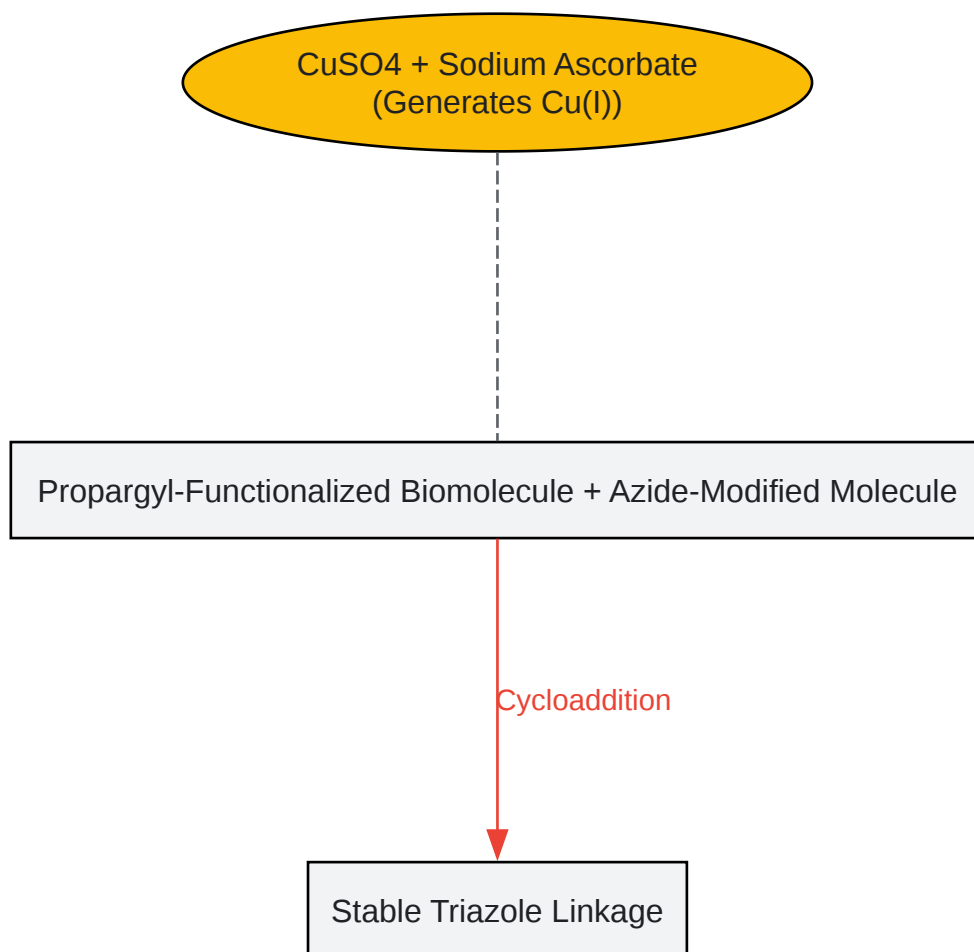 CuSO4 + Sodium Ascorbate
(Generates Cu(I))
Propargyl-Functionalized Biomolecule + Azide-Modified Molecule
Cycloaddition
Stable Triazole Linkage